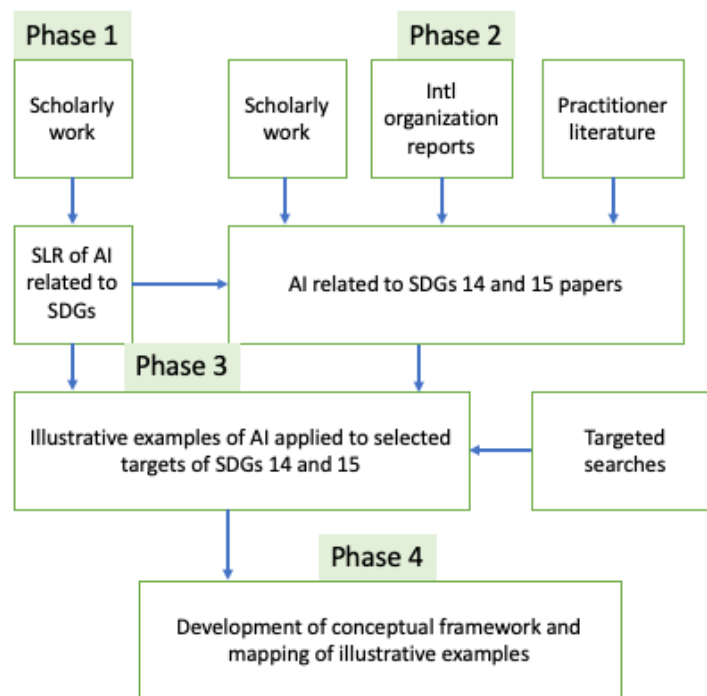 Phase 1
Phase 2
Scholarly
work
Scholarly
work
Intl
organization
reports
Practitioner
literature
SLR of AI
related to
SDGs
AI related to SDGs 14 and 15 papers
Phase 3
Illustrative examples of AI applied to selected
targets of SDGs 14 and 15
Targeted
searches
Phase 4
Development of conceptual framework and
mapping of illustrative examples